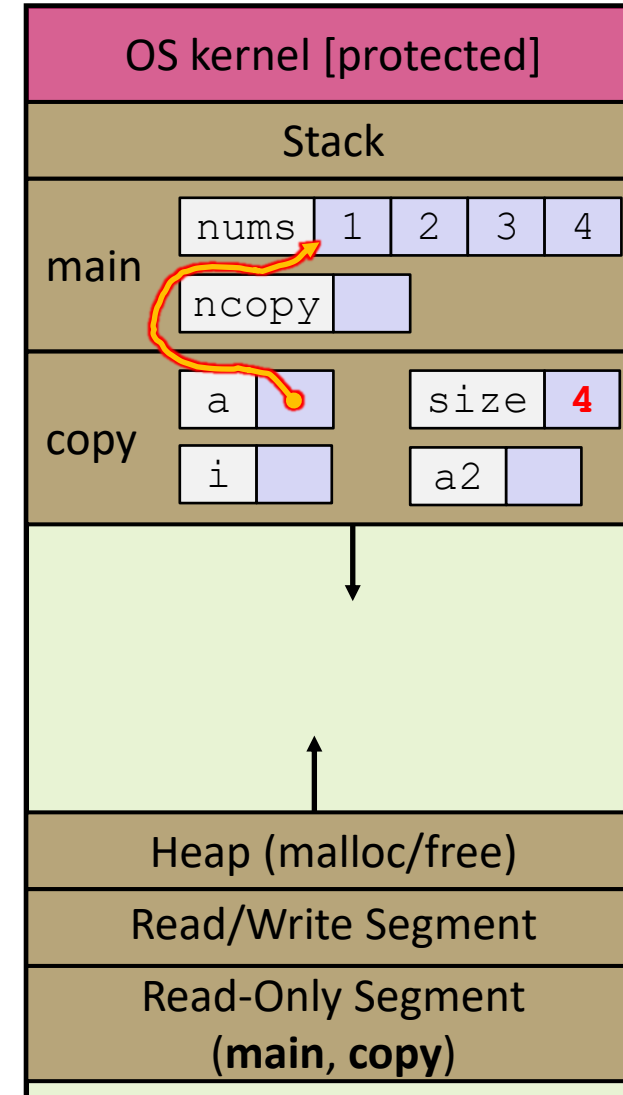 OS kernel [protected]
Stack
main
nums 1 2 3 4
ncopy
copy
a size 4
i a2
Heap (malloc/free)
Read/Write Segment
Read-Only Segment
(main, copy)